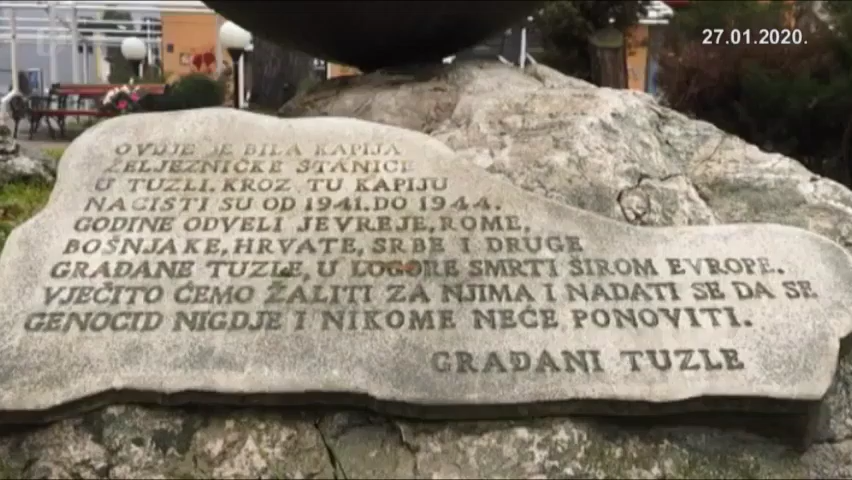 27.01.2020.
OVDJE JE BILA KAPIJA
ŽELJEZNIČKE STANICE
U TUZLI. KROZ TU KAPIJU
NACISTI SU OD 1941. DO 1944.
GODINE ODVELI JEVREJE, ROME,
BOŠNJAKE, HRVATE, SRBE I DRUGE
GRAĐANE TUZLE, U LOGORE SMRTI ŠIROM EVROPE.
VJEČITO ĆEMO ŽALITI ZA NJIMA I NADATI SE DA SE
GENOCID NIGDJE I NIKOME NEĆE PONOVITI.
GRAĐANI TUZLE